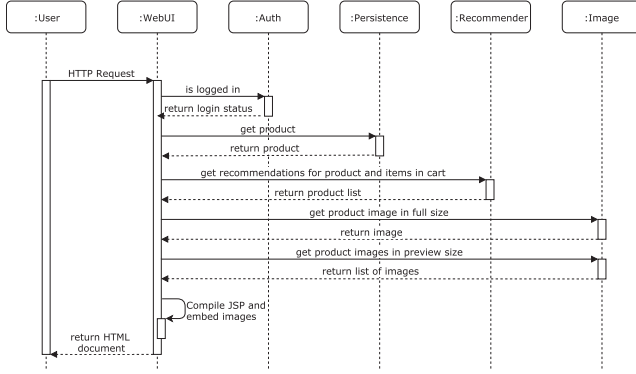 :User
:WebUI
:Auth
:Persistence
:Recommender
:Image
HTTP Request
is logged in
return login status
get product
return product
get recommendations for product and items in cart
return product list
get product image in full size
return image
get product images in preview size
return list of images
Compile JSP and
embed images
return HTML
document